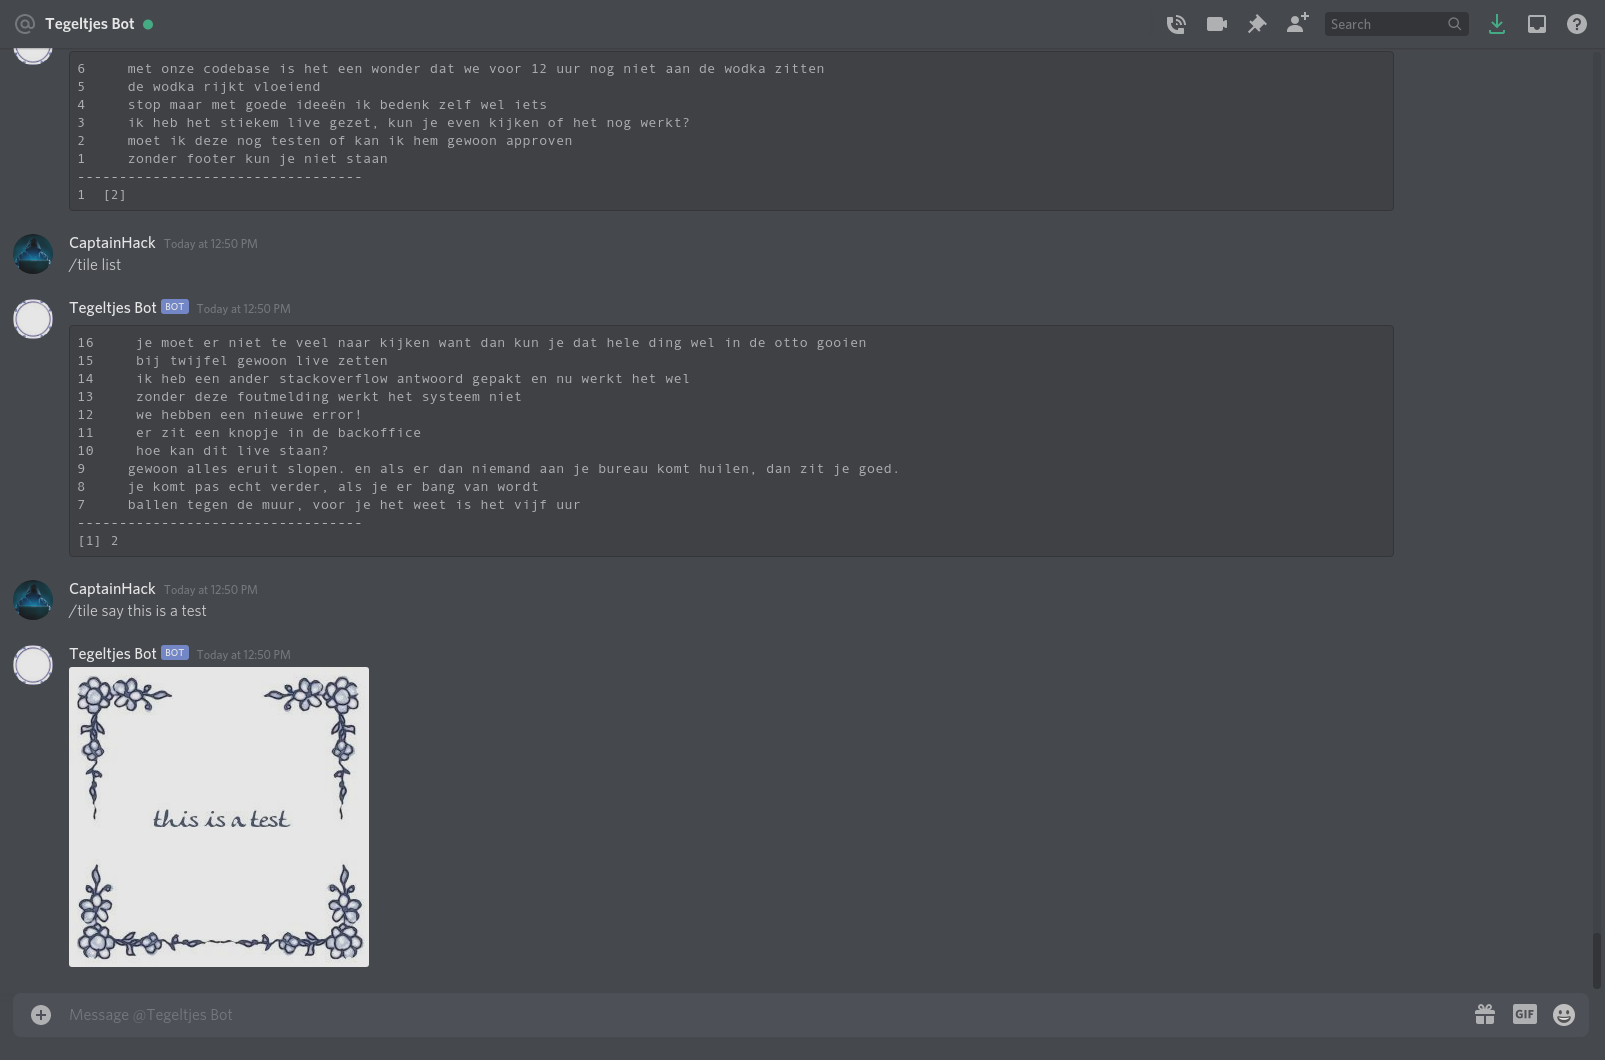 @ Tegeltjes Bot
Search
6 met onze codebase is het een wonder dat we voor 12 uur nog niet aan de wodka zitten
5 de wodka rijkt vloeiend
4 stop maar met goede ideeën ik bedenk zelf wel iets
3 ik heb het stiekem live gezet, kun je even kijken of het nog werkt?
2 moet ik deze nog testen of kan ik hem gewoon approven
1 zonder footer kun je niet staan
----------------------------------
1 [2]
CaptainHack Today at 12:50 PM
/tile list
Tegeltjes Bot BOT Today at 12:50 PM
16 je moet er niet te veel naar kijken want dan kun je dat hele ding wel in de otto gooien
15 bij twijfel gewoon live zetten
14 ik heb een ander stackoverflow antwoord gepakt en nu werkt het wel
13 zonder deze foutmelding werkt het systeem niet
12 we hebben een nieuwe error!
11 er zit een knopje in de backoffice
10 hoe kan dit live staan?
9 gewoon alles eruit slopen. en als er dan niemand aan je bureau komt huilen, dan zit je goed.
8 je komt pas echt verder, als je er bang van wordt
7 ballen tegen de muur, voor je het weet is het vijf uur
----------------------------------
[1] 2
CaptainHack Today at 12:50 PM
/tile say this is a test
Tegeltjes Bot BOT Today at 12:50 PM
this is a test
Message @Tegeltjes Bot
GIF